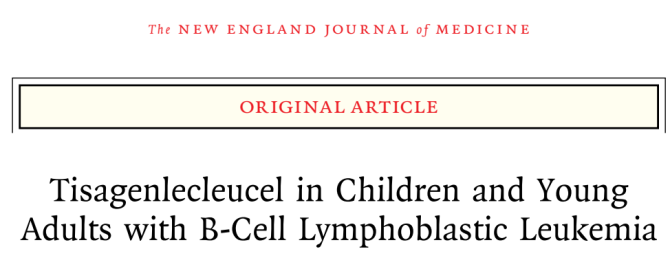 The NEW ENGLAND JOURNAL of MEDICINE
ORIGINAL ARTICLE
Tisagenlecleucel in Children and Young
Adults with B-Cell Lymphoblastic Leukemia